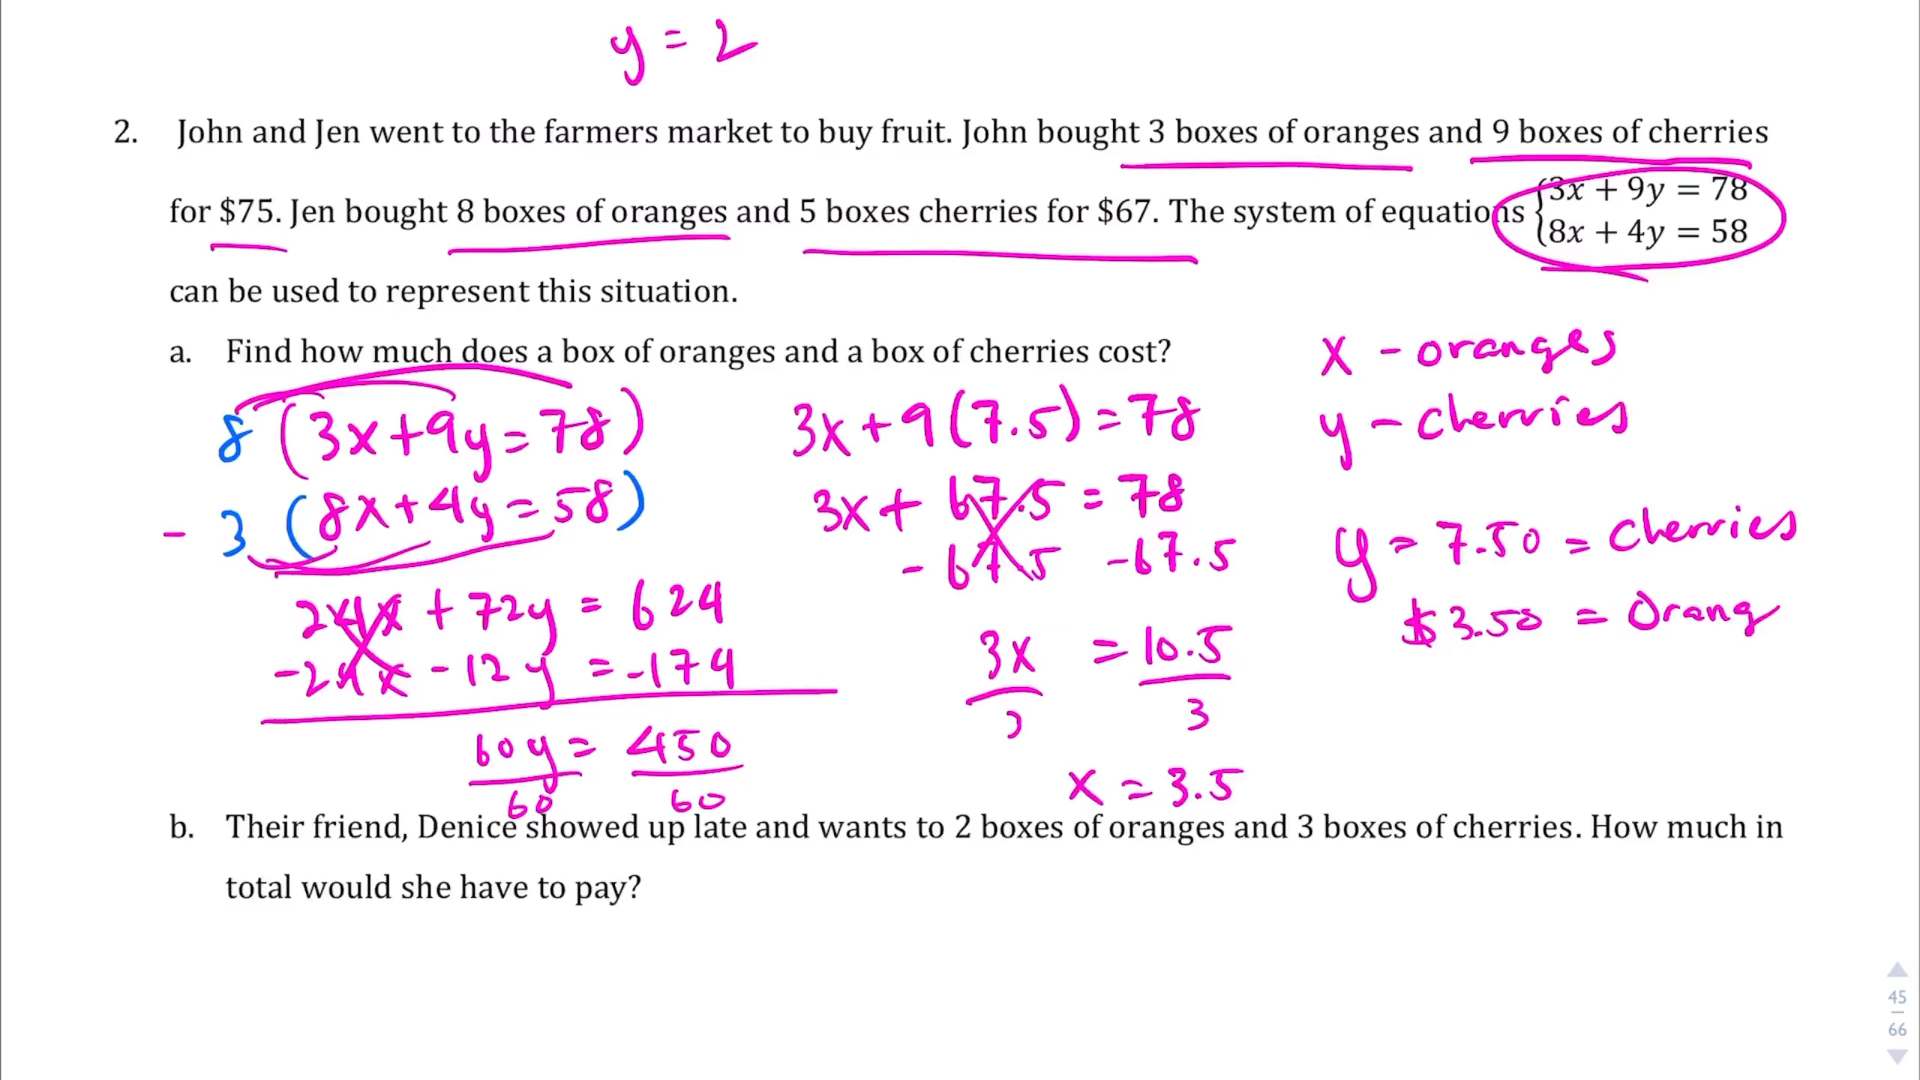 y = 2
2. John and Jen went to the farmers market to buy fruit. John bought 3 boxes of oranges and 9 boxes of cherries
for $75. Jen bought 8 boxes of oranges and 5 boxes cherries for $67. The system of equations {3x + 9y = 78
8x + 4y = 58
can be used to represent this situation.
a. Find how much does a box of oranges and a box of cherries cost?
x - oranges
y - cherries
8 (3x+9y=78)
- 3 (8x+4y=58)
24x + 72y = 624
-24x - 12y = -174
60y = 450
60 60
3x+9(7.5)=78
3x + 67.5 = 78
- 67.5 -67.5
3x = 10.5
3 3
x = 3.5
y = 7.50 = Cherries
$3.50 = Orang
b. Their friend, Denice showed up late and wants to 2 boxes of oranges and 3 boxes of cherries. How much in
total would she have to pay?
45
66